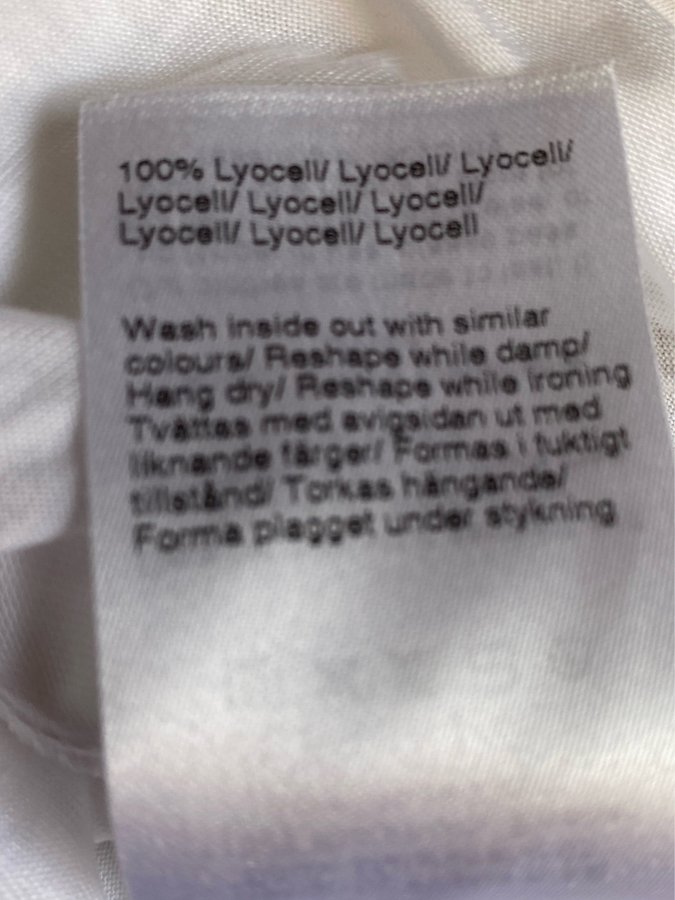 100% Lyocell/ Lyocell/ Lyocell/
Lyocell/ Lyocell/ Lyocell/
Lyocell/ Lyocell/ Lyocell
Wash inside out with similar
colours/ Reshape while damp/
Hang dry/ Reshape while ironing
Tvättas med avigsidan ut med
liknande färger/ Formas i fuktigt
tillstånd/ Torkas hängande/
Forma plagget under strykning